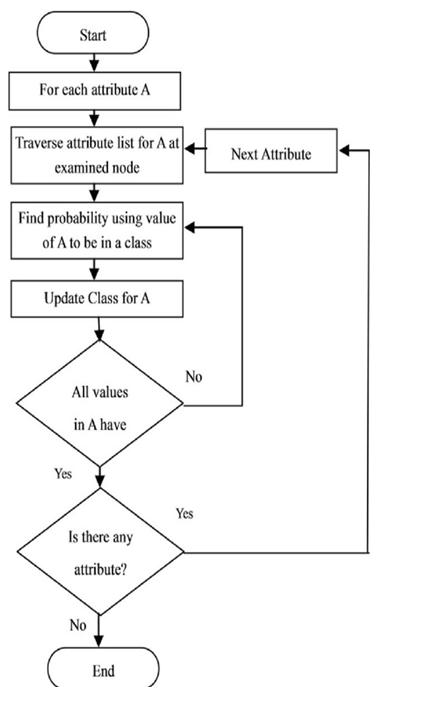 Start
For each attribute A
Traverse attribute list for A at
examined node
Next Attribute
Find probability using value
of A to be in a class
Update Class for A
No
All values
in A have
Yes
Yes
Is there any
attribute?
No
End